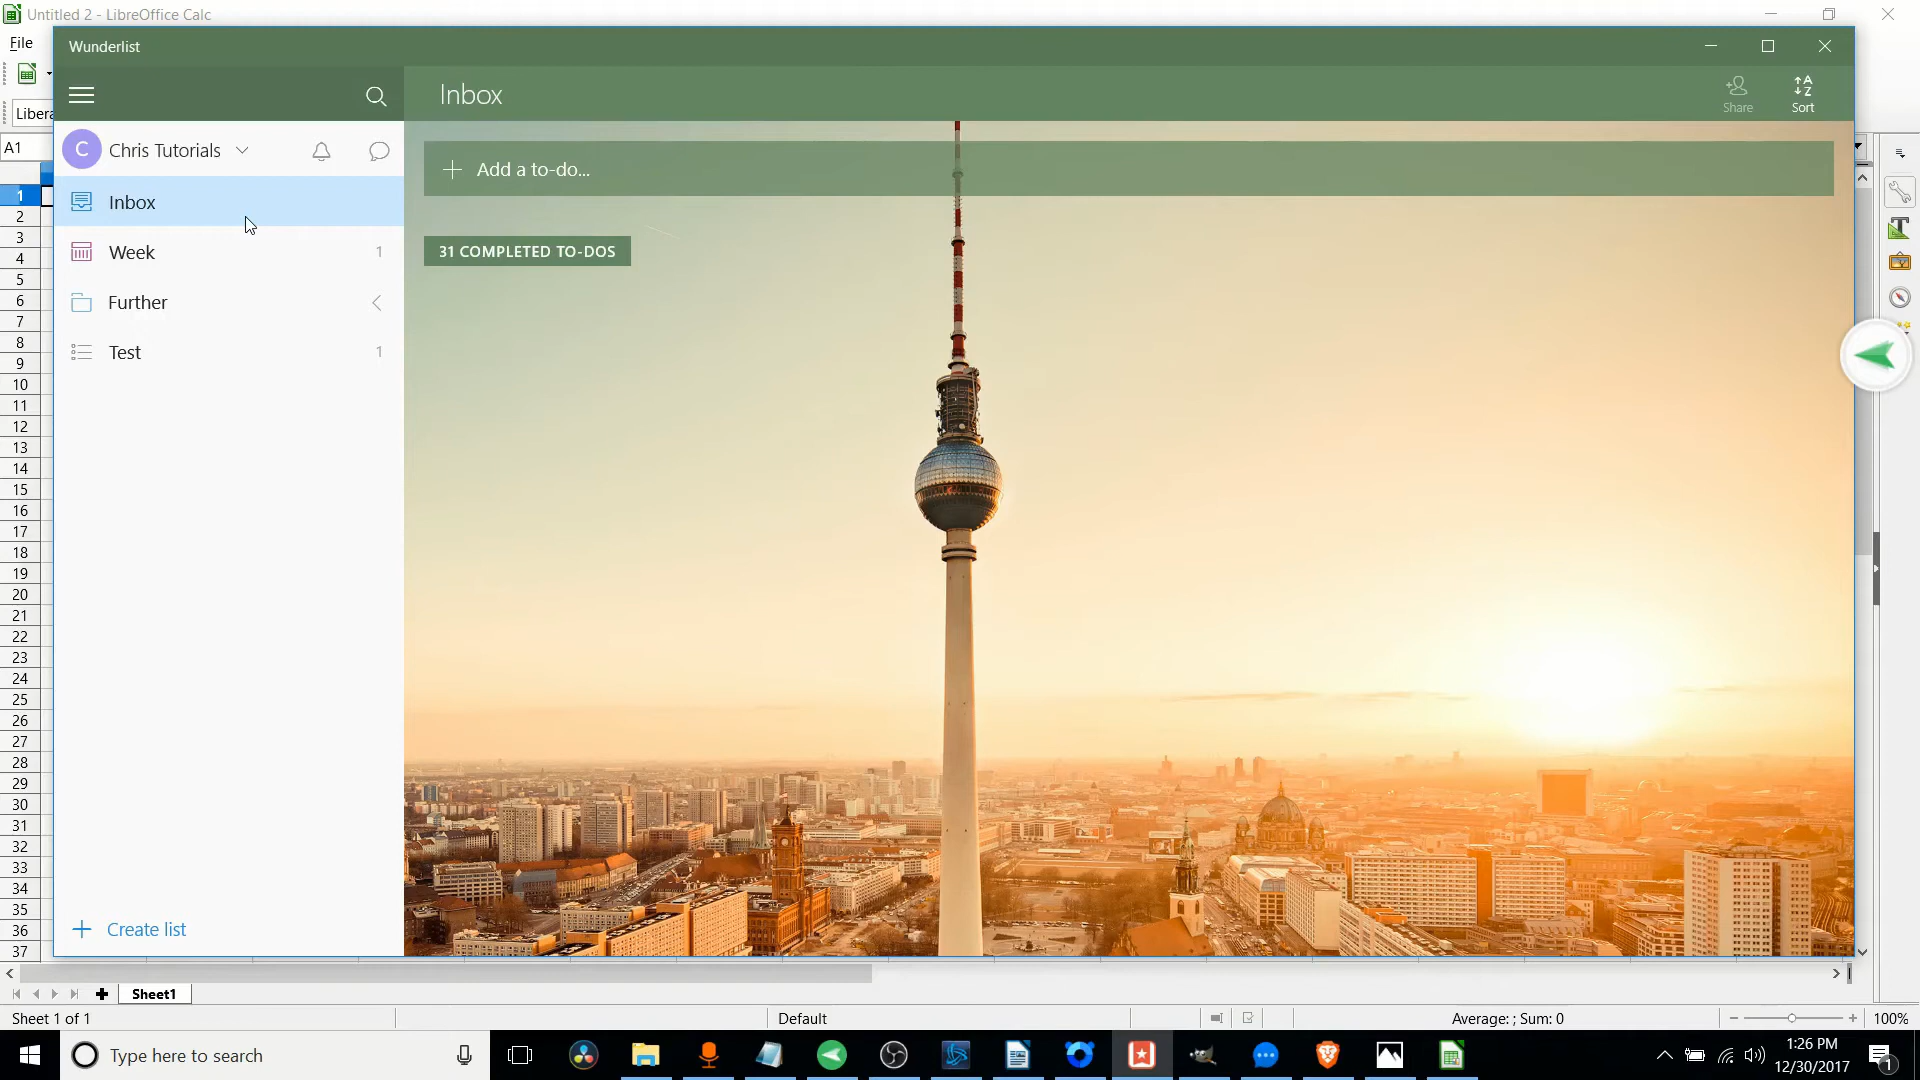 Untitled 2 - LibreOffice Calc
File
Wunderlist
Inbox
Share
A
Z
Sort
Libera
A1
C
Chris Tutorials
Add a to-do...
Inbox
31 COMPLETED TO-DOS
Week 1
Further
Test 1
Create list
1
2
3
4
5
6
7
8
9
10
11
12
13
14
15
16
17
18
19
20
21
22
23
24
25
26
27
28
29
30
31
32
33
34
35
36
37
Sheet1
Sheet 1 of 1
Default
Average: ; Sum: 0
100%
Type here to search
1:26 PM
12/30/2017
1